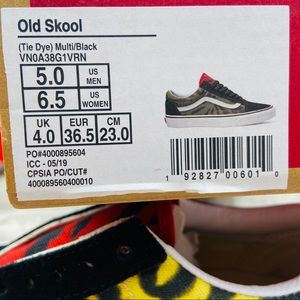 Old Skool
(Tie Dye) Multi/Black
VN0A38G1VRN
5.0 US MEN
6.5 US WOMEN
UK EUR CM
4.0 36.5 23.0
PO#4000895604
ICC - 05/19
CPSIA PO/CUT#
400089560400010
1 92827 00601 0